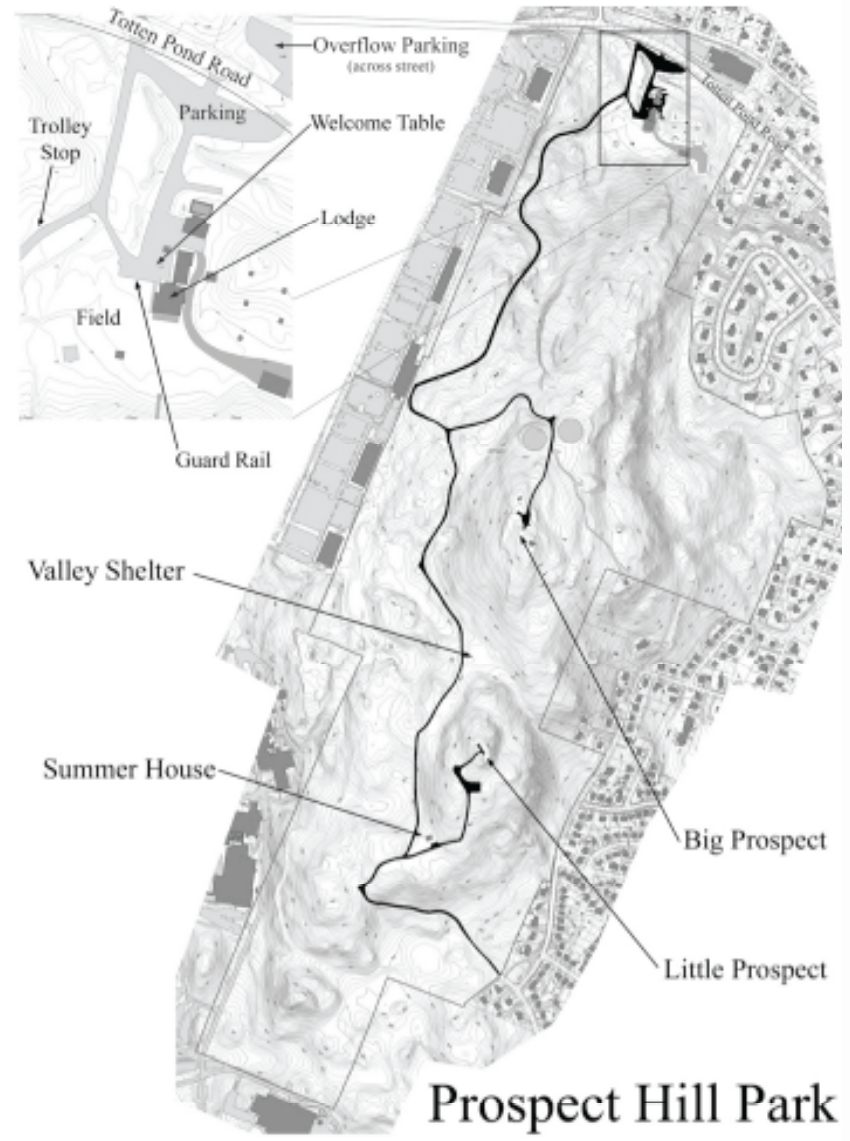 Totten Pond Road
Overflow Parking
(across street)
Parking
Welcome Table
Trolley
Stop
Lodge
Field
Guard Rail
Totten Pond Road
Valley Shelter
Summer House
Big Prospect
Little Prospect
Prospect Hill Park